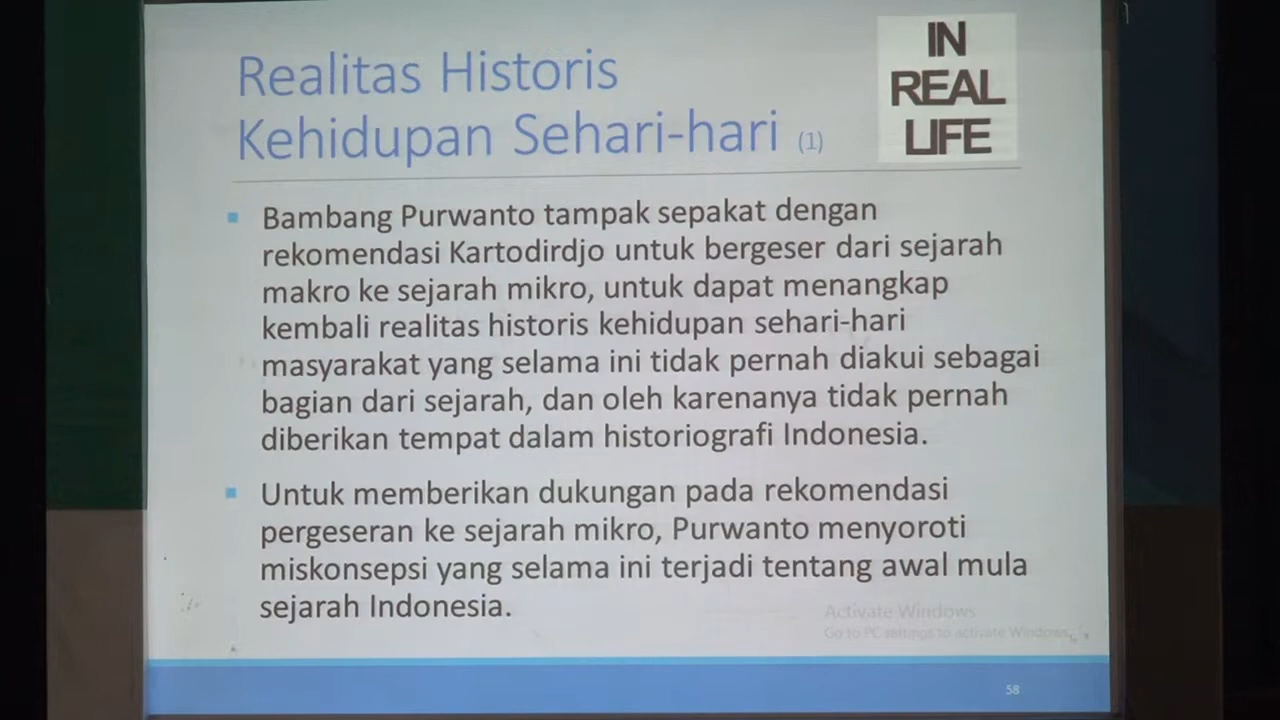 Realitas Historis
Kehidupan Sehari-hari (1)
IN
REAL
LIFE
Bambang Purwanto tampak sepakat dengan
rekomendasi Kartodirdjo untuk bergeser dari sejarah
makro ke sejarah mikro, untuk dapat menangkap
kembali realitas historis kehidupan sehari-hari
masyarakat yang selama ini tidak pernah diakui sebagai
bagian dari sejarah, dan oleh karenanya tidak pernah
diberikan tempat dalam historiografi Indonesia.
Untuk memberikan dukungan pada rekomendasi
pergeseran ke sejarah mikro, Purwanto menyoroti
miskonsepsi yang selama ini terjadi tentang awal mula
sejarah Indonesia.
Activate Windows
Go to PC settings to activate Windows.
58